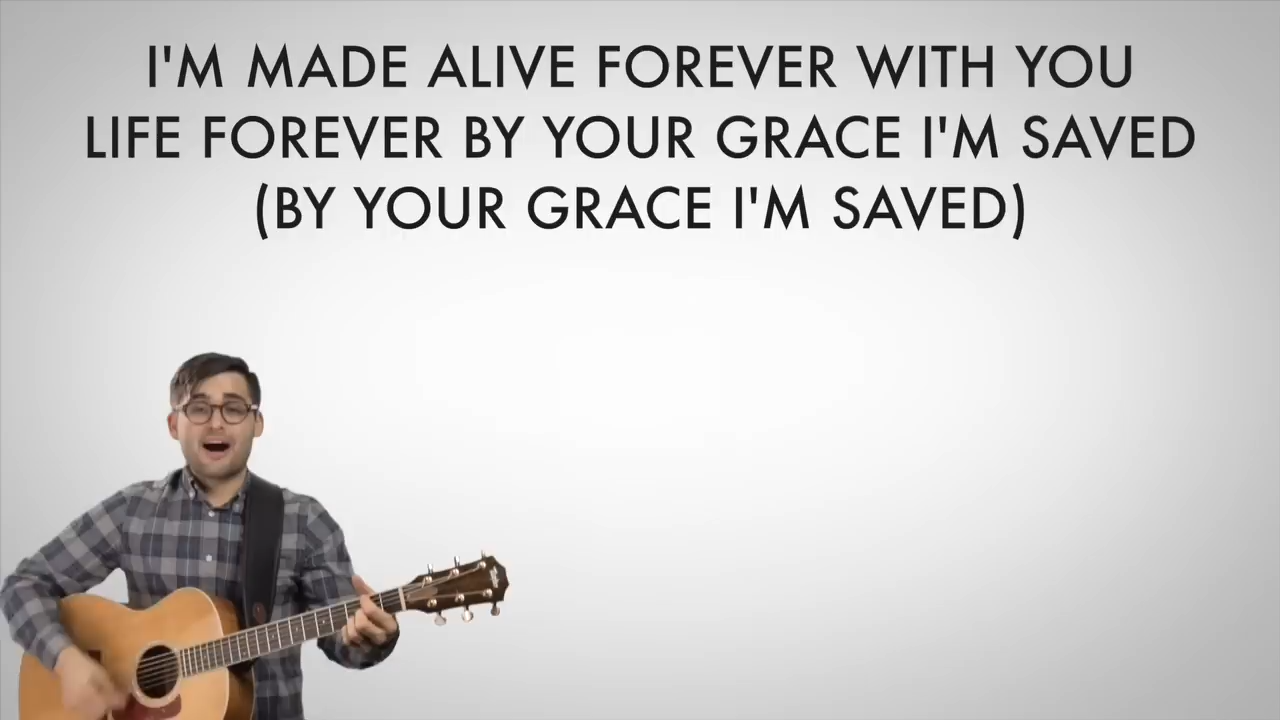 I'M MADE ALIVE FOREVER WITH YOU
LIFE FOREVER BY YOUR GRACE I'M SAVED
(BY YOUR GRACE I'M SAVED)